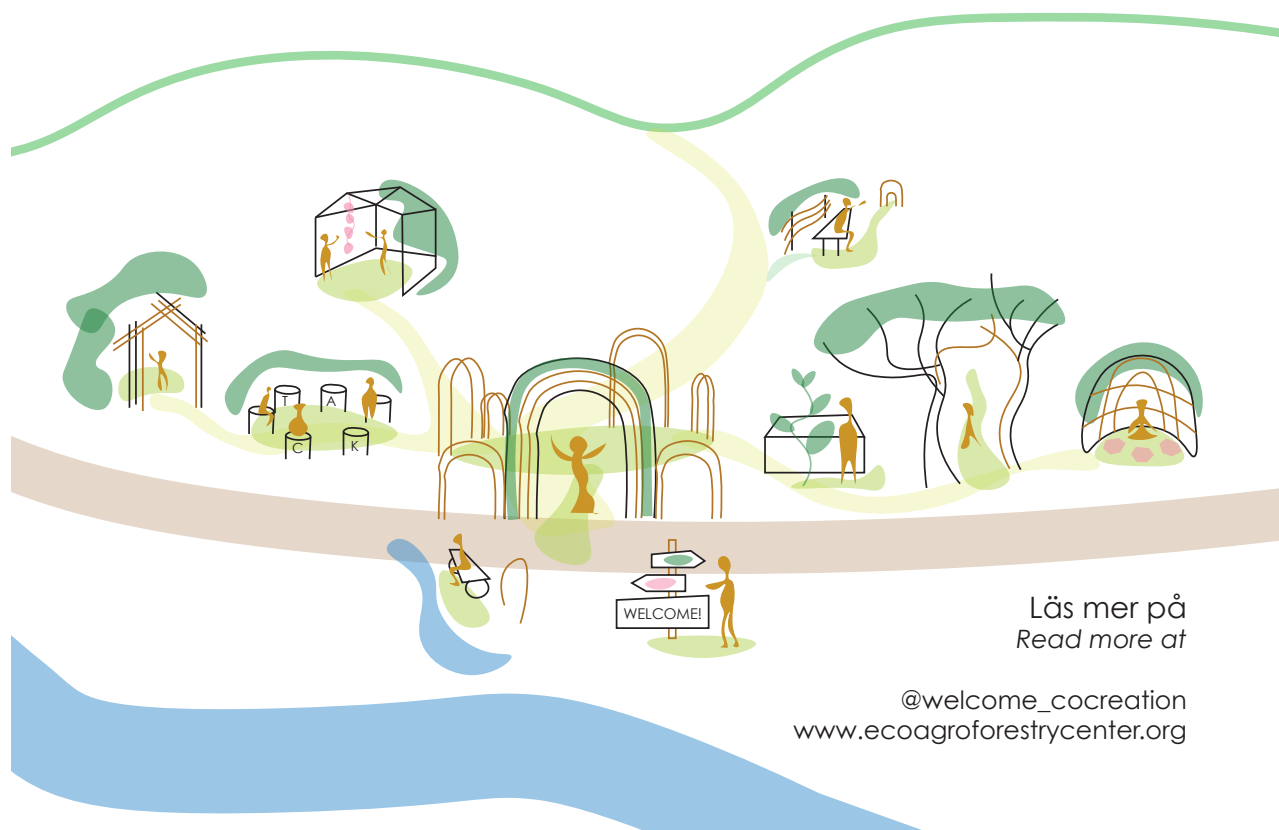 T
A
C
K
WELCOME!
Läs mer på
Read more at
@welcome_cocreation
www.ecoagroforestrycenter.org